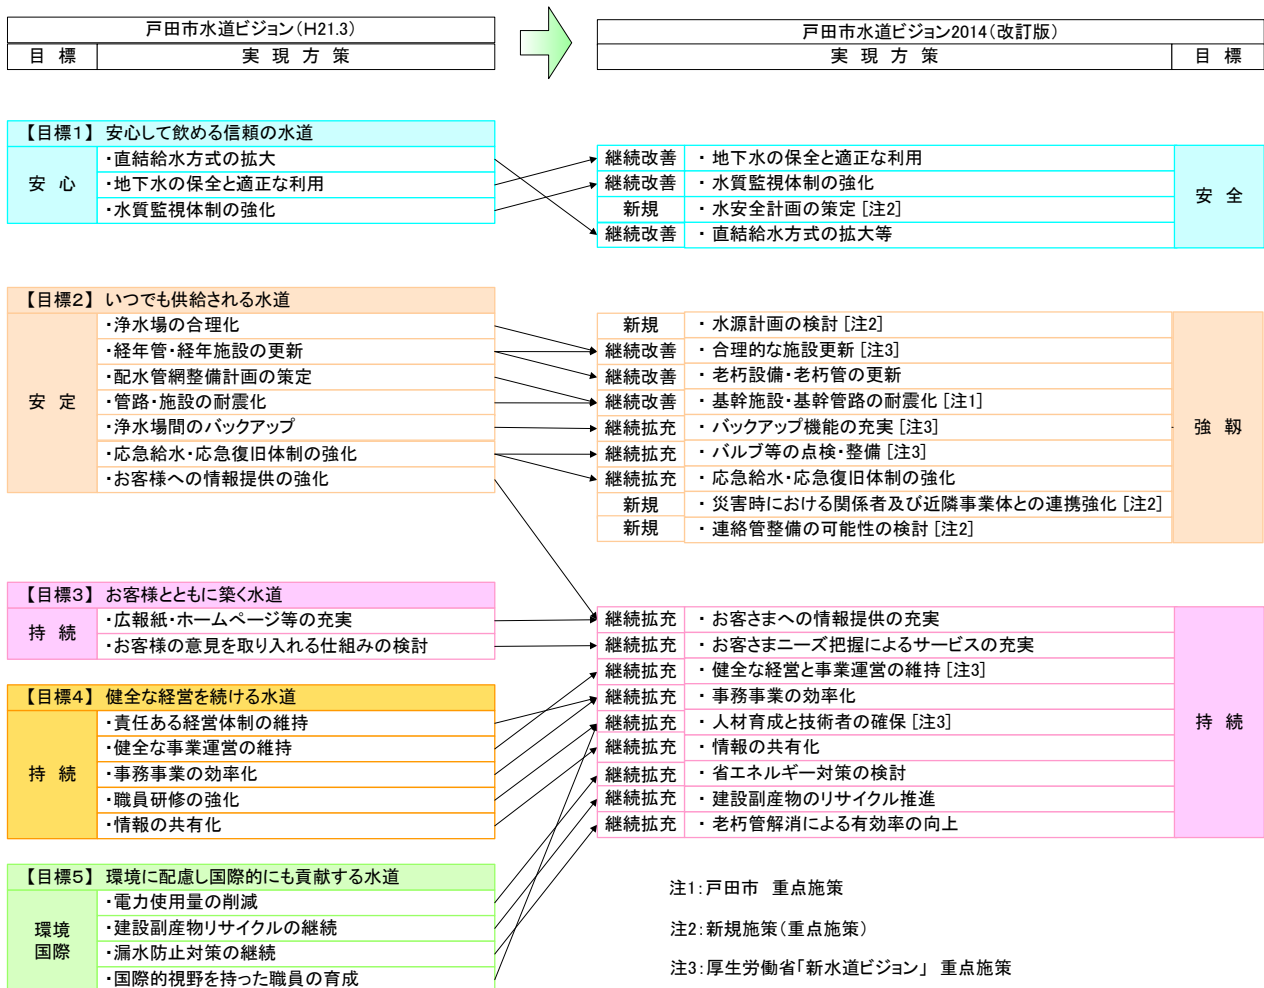 戸田市水道ビジョン(H21.3)
目 標 実 現 方 策
【目標1】 安心して飲める信頼の水道
安 心
・直結給水方式の拡大
・地下水の保全と適正な利用
・水質監視体制の強化
【目標2】 いつでも供給される水道
安 定
・浄水場の合理化
・経年管・経年施設の更新
・配水管網整備計画の策定
・管路・施設の耐震化
・浄水場間のバックアップ
・応急給水・応急復旧体制の強化
・お客様への情報提供の強化
【目標3】 お客様とともに築く水道
持 続
・広報紙・ホームページ等の充実
・お客様の意見を取り入れる仕組みの検討
【目標4】 健全な経営を続ける水道
持 続
・責任ある経営体制の維持
・健全な事業運営の維持
・事務事業の効率化
・職員研修の強化
・情報の共有化
【目標5】 環境に配慮し国際的にも貢献する水道
環境
国際
・電力使用量の削減
・建設副産物リサイクルの継続
・漏水防止対策の継続
・国際的視野を持った職員の育成
戸田市水道ビジョン2014(改訂版)
実 現 方 策 目 標
継続改善 ・ 地下水の保全と適正な利用
継続改善 ・ 水質監視体制の強化
新規 ・ 水安全計画の策定 [注2]
継続改善 ・ 直結給水方式の拡大等
安 全
新規 ・ 水源計画の検討 [注2]
継続改善 ・ 合理的な施設更新 [注3]
継続改善 ・ 老朽設備・老朽管の更新
継続改善 ・ 基幹施設・基幹管路の耐震化 [注1]
継続拡充 ・ バックアップ機能の充実 [注3]
継続拡充 ・ バルブ等の点検・整備 [注3]
継続拡充 ・ 応急給水・応急復旧体制の強化
新規 ・ 災害時における関係者及び近隣事業体との連携強化 [注2]
新規 ・ 連絡管整備の可能性の検討 [注2]
強 靱
継続拡充 ・ お客さまへの情報提供の充実
継続拡充 ・ お客さまニーズ把握によるサービスの充実
継続拡充 ・ 健全な経営と事業運営の維持 [注3]
継続拡充 ・ 事務事業の効率化
継続拡充 ・ 人材育成と技術者の確保 [注3]
継続拡充 ・ 情報の共有化
継続拡充 ・ 省エネルギー対策の検討
継続拡充 ・ 建設副産物のリサイクル推進
継続拡充 ・ 老朽管解消による有効率の向上
持 続
注1:戸田市 重点施策
注2:新規施策(重点施策)
注3:厚生労働省「新水道ビジョン」 重点施策